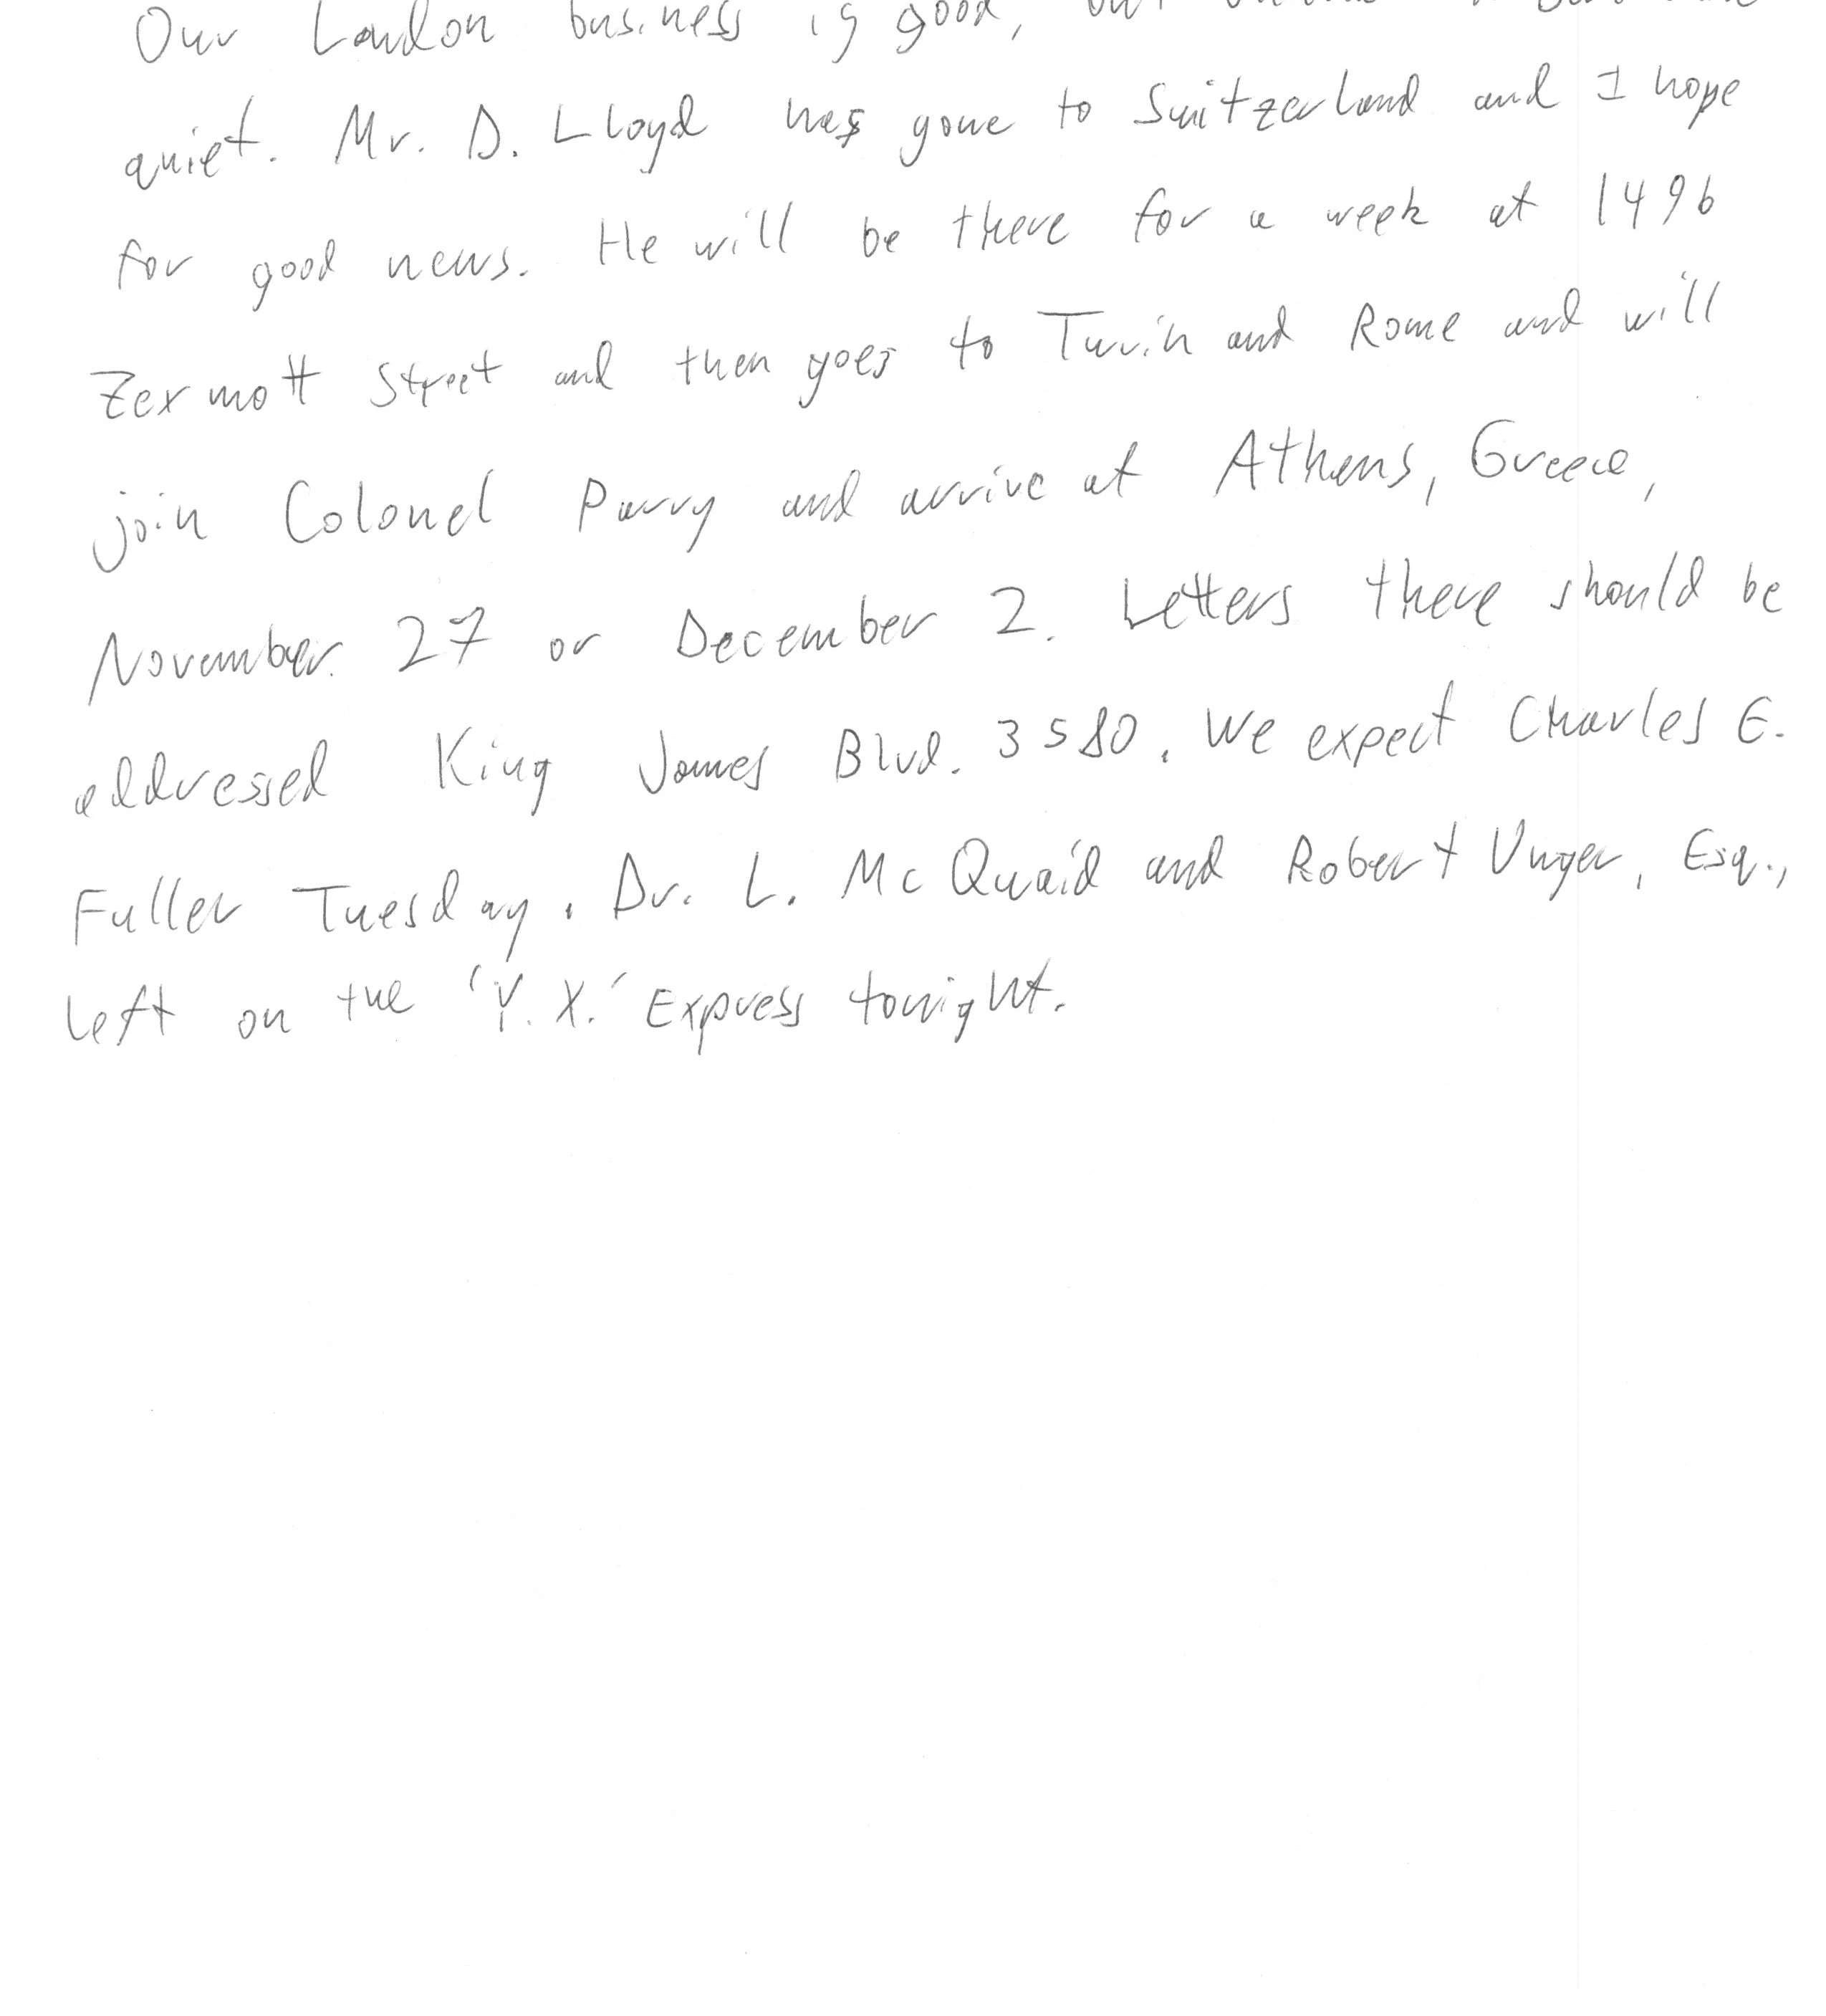 Our London business is good, but
quiet. Mr. D. Lloyd has gone to Switzerland and I hope
for good news. He will be there for a week at 1496
Zermott Street and then goes to Turin and Rome and will
join Colonel Parry and arrive at Athens, Greece,
November 27 or December 2. Letters there should be
addressed King James Blvd. 3580. We expect Charles E.
Fuller Tuesday. Dr. L. McQuaid and Robert Unger, Esq.,
left on the 'Y.X.' Express tonight.